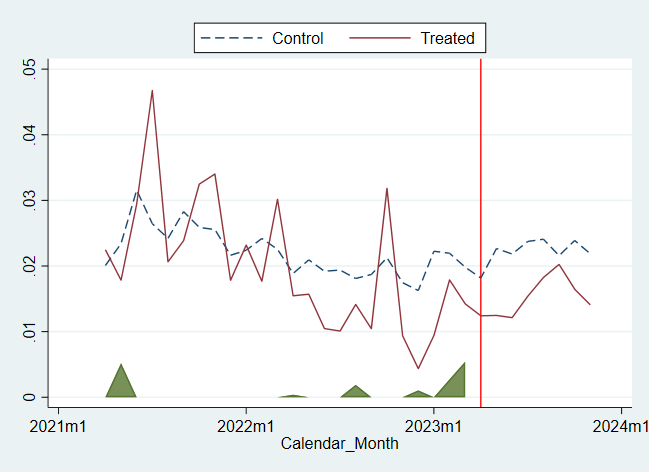 Control
Treated
.05
.04
.03
.02
.01
0
2021m1
2022m1
2023m1
2024m1
Calendar_Month